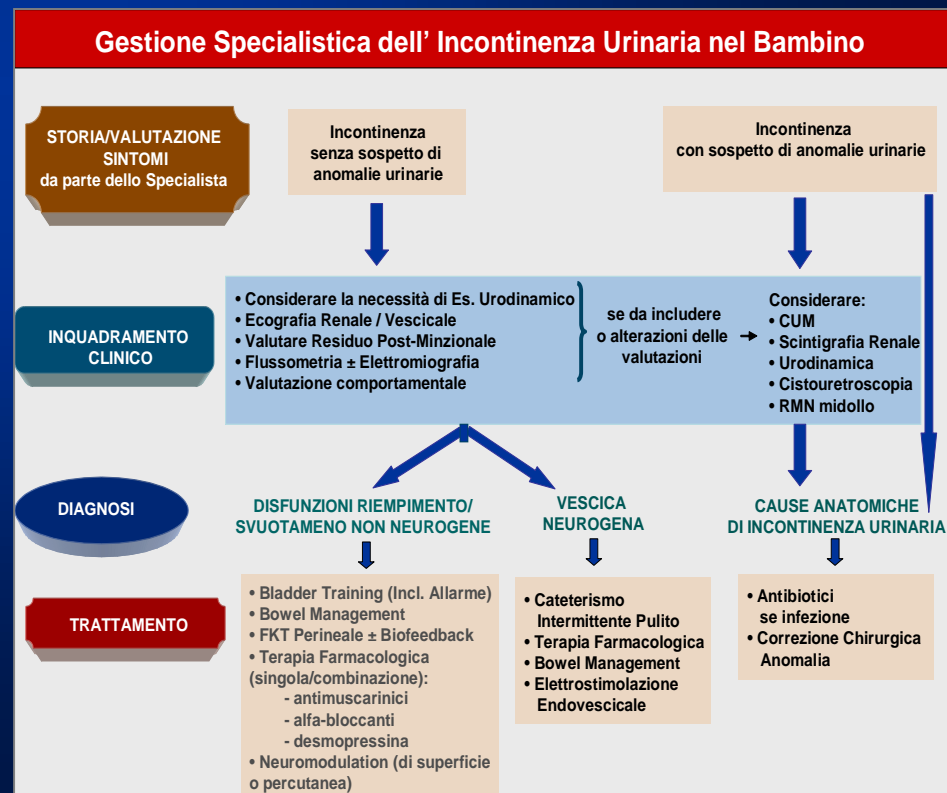 Gestione Specialistica dell’ Incontinenza Urinaria nel Bambino
STORIA/VALUTAZIONE
SINTOMI
da parte dello Specialista
Incontinenza
senza sospetto di
anomalie urinarie
Incontinenza
con sospetto di anomalie urinarie
INQUADRAMENTO
CLINICO
• Considerare la necessità di Es. Urodinamico
• Ecografia Renale / Vescicale
• Valutare Residuo Post-Minzionale
• Flussometria ± Elettromiografia
• Valutazione comportamentale
se da includere
o alterazioni delle
valutazioni
Considerare:
• CUM
• Scintigrafia Renale
• Urodinamica
• Cistouretroscopia
• RMN midollo
DIAGNOSI
DISFUNZIONI RIEMPIMENTO/
SVUOTAMENO NON NEUROGENE
VESCICA
NEUROGENA
CAUSE ANATOMICHE
DI INCONTINENZA URINARIA
TRATTAMENTO
• Bladder Training (Incl. Allarme)
• Bowel Management
• FKT Perineale ± Biofeedback
• Terapia Farmacologica
(singola/combinazione):
- antimuscarinici
- alfa-bloccanti
- desmopressina
• Neuromodulation (di superficie
o percutanea)
• Cateterismo
Intermittente Pulito
• Terapia Farmacologica
• Bowel Management
• Elettrostimolazione
Endovescicale
• Antibiotici
se infezione
• Correzione Chirurgica
Anomalia